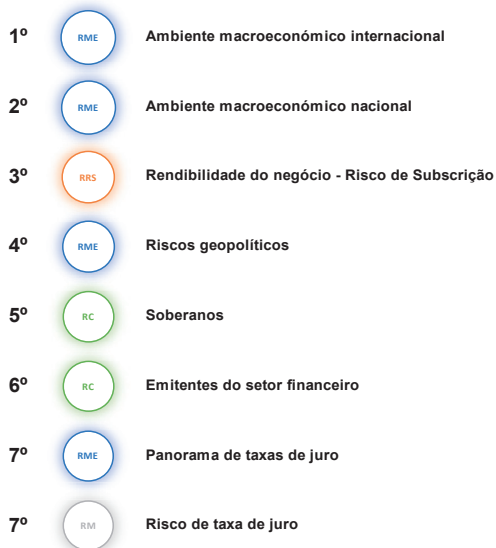 1º RME Ambiente macroeconómico internacional
2º RME Ambiente macroeconómico nacional
3º RRS Rendibilidade do negócio - Risco de Subscrição
4º RME Riscos geopolíticos
5º RC Soberanos
6º RC Emitentes do setor financeiro
7º RME Panorama de taxas de juro
7º RM Risco de taxa de juro